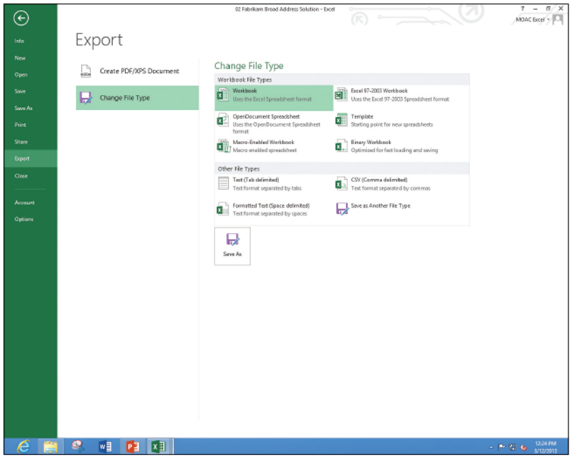 02 Fabrikam Broad Address Solution - Excel
? – X
MOAC Excel
Info
New
Open
Save
Save As
Print
Share
Export
Close
Account
Options
Export
Create PDF/XPS Document
Change File Type
Change File Type
Workbook File Types
Workbook
Uses the Excel Spreadsheet format
Excel 97-2003 Workbook
Uses the Excel 97-2003 Spreadsheet format
OpenDocument Spreadsheet
Uses the OpenDocument Spreadsheet
format
Template
Starting point for new spreadsheets
Macro-Enabled Workbook
Macro enabled spreadsheet
Binary Workbook
Optimized for fast loading and saving
Other File Types
Text (Tab delimited)
Text format separated by tabs
CSV (Comma delimited)
Text format separated by commas
Formatted Text (Space delimited)
Text format separated by spaces
Save as Another File Type
Save As
12:24 PM
5/12/2013